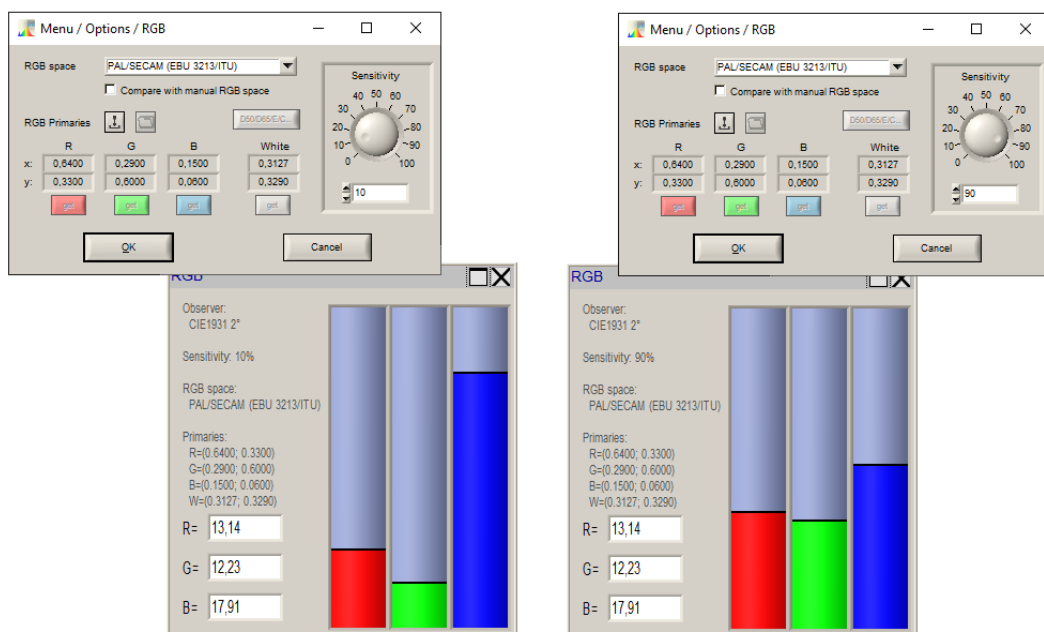 Menu / Options / RGB
RGB space PAL/SECAM (EBU 3213/ITU)
Compare with manual RGB space
RGB Primaries D50/D65/E/C...
R G B White
x: 0,6400 0,2900 0,1500 0,3127
y: 0,3300 0,6000 0,0600 0,3290
get get get get
OK Cancel
Sensitivity
0 10 20 30 40 50 60 70 80 90 100
10
RGB
Observer:
CIE1931 2°
Sensitivity: 10%
RGB space:
PAL/SECAM (EBU 3213/ITU)
Primaries:
R=(0.6400; 0.3300)
G=(0.2900; 0.6000)
B=(0.1500; 0.0600)
W=(0.3127; 0.3290)
R= 13,14
G= 12,23
B= 17,91
Menu / Options / RGB
RGB space PAL/SECAM (EBU 3213/ITU)
Compare with manual RGB space
RGB Primaries D50/D65/E/C...
R G B White
x: 0,6400 0,2900 0,1500 0,3127
y: 0,3300 0,6000 0,0600 0,3290
get get get get
OK Cancel
Sensitivity
0 10 20 30 40 50 60 70 80 90 100
90
RGB
Observer:
CIE1931 2°
Sensitivity: 90%
RGB space:
PAL/SECAM (EBU 3213/ITU)
Primaries:
R=(0.6400; 0.3300)
G=(0.2900; 0.6000)
B=(0.1500; 0.0600)
W=(0.3127; 0.3290)
R= 13,14
G= 12,23
B= 17,91